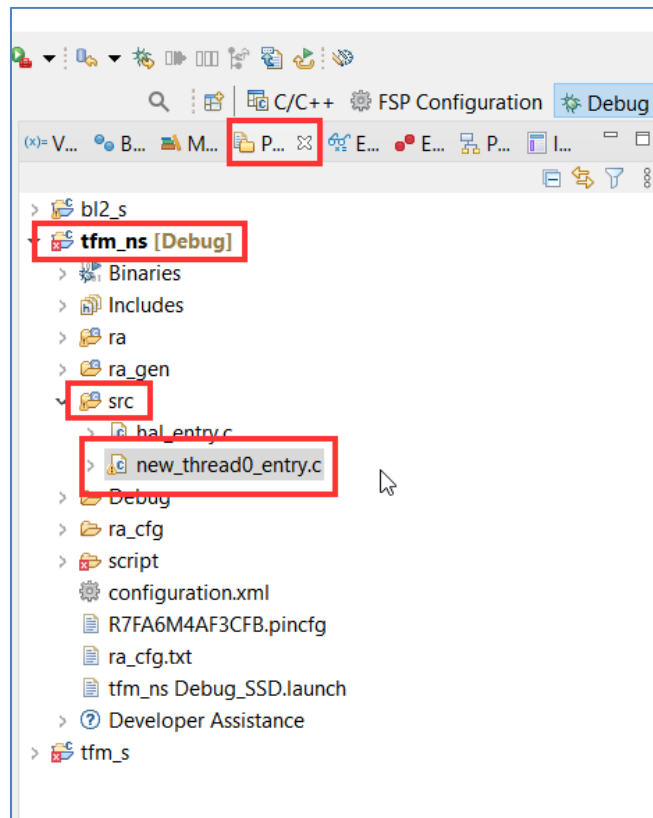 C/C++ FSP Configuration Debug
(x)= V... B... M... P... E... E... P... I...
bl2_s
tfm_ns [Debug]
Binaries
Includes
ra
ra_gen
src
hal_entry.c
new_thread0_entry.c
Debug
ra_cfg
script
configuration.xml
R7FA6M4AF3CFB.pincfg
ra_cfg.txt
tfm_ns Debug_SSD.launch
Developer Assistance
tfm_s